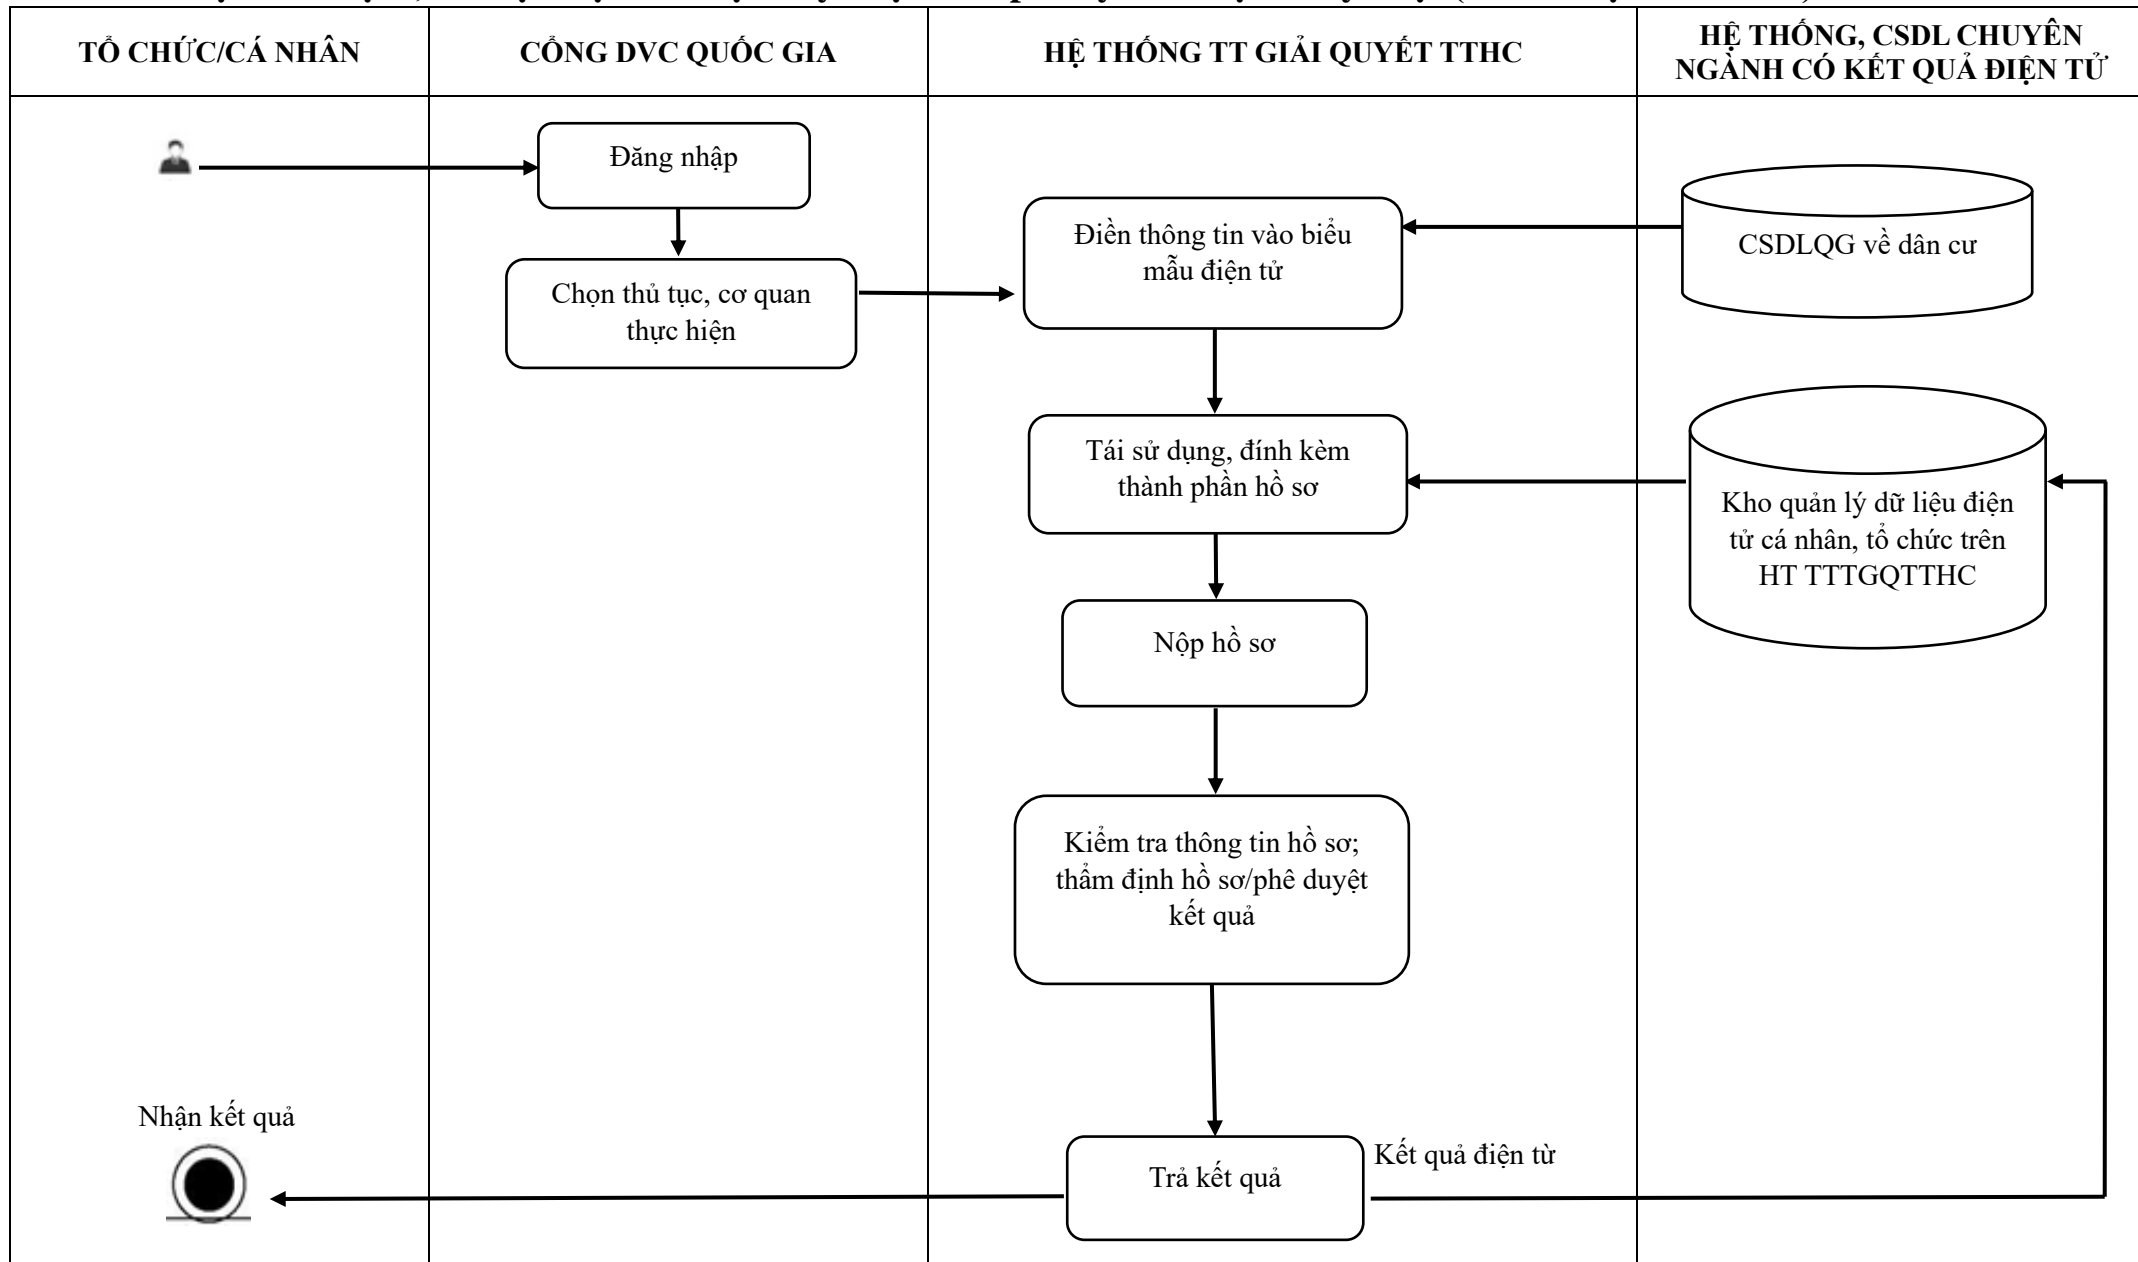 TỔ CHỨC/CÁ NHÂN
CỔNG DVC QUỐC GIA
HỆ THỐNG TT GIẢI QUYẾT TTHC
HỆ THỐNG, CSDL CHUYÊN
NGÀNH CÓ KẾT QUẢ ĐIỆN TỬ
Đăng nhập
Chọn thủ tục, cơ quan
thực hiện
Điền thông tin vào biểu
mẫu điện tử
CSDLQG về dân cư
Tái sử dụng, đính kèm
thành phần hồ sơ
Kho quản lý dữ liệu điện
tử cá nhân, tổ chức trên
HT TTTGQTTHC
Nộp hồ sơ
Kiểm tra thông tin hồ sơ;
thẩm định hồ sơ/phê duyệt
kết quả
Nhận kết quả
Trả kết quả
Kết quả điện từ